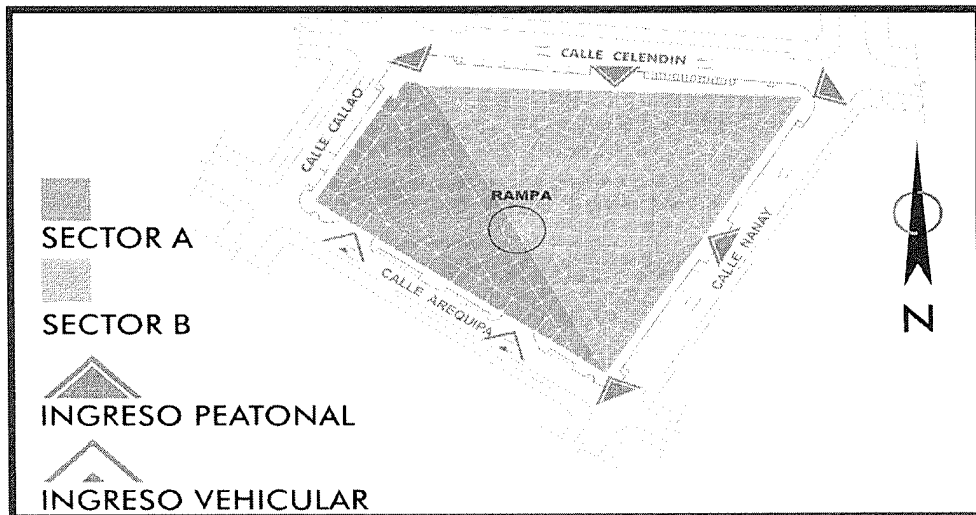 CALLE CELENDIN
CALLE CALLAO
RAMPA
CALLE NANAY
CALLE AREQUIPA
SECTOR A
SECTOR B
INGRESO PEATONAL
INGRESO VEHICULAR
N